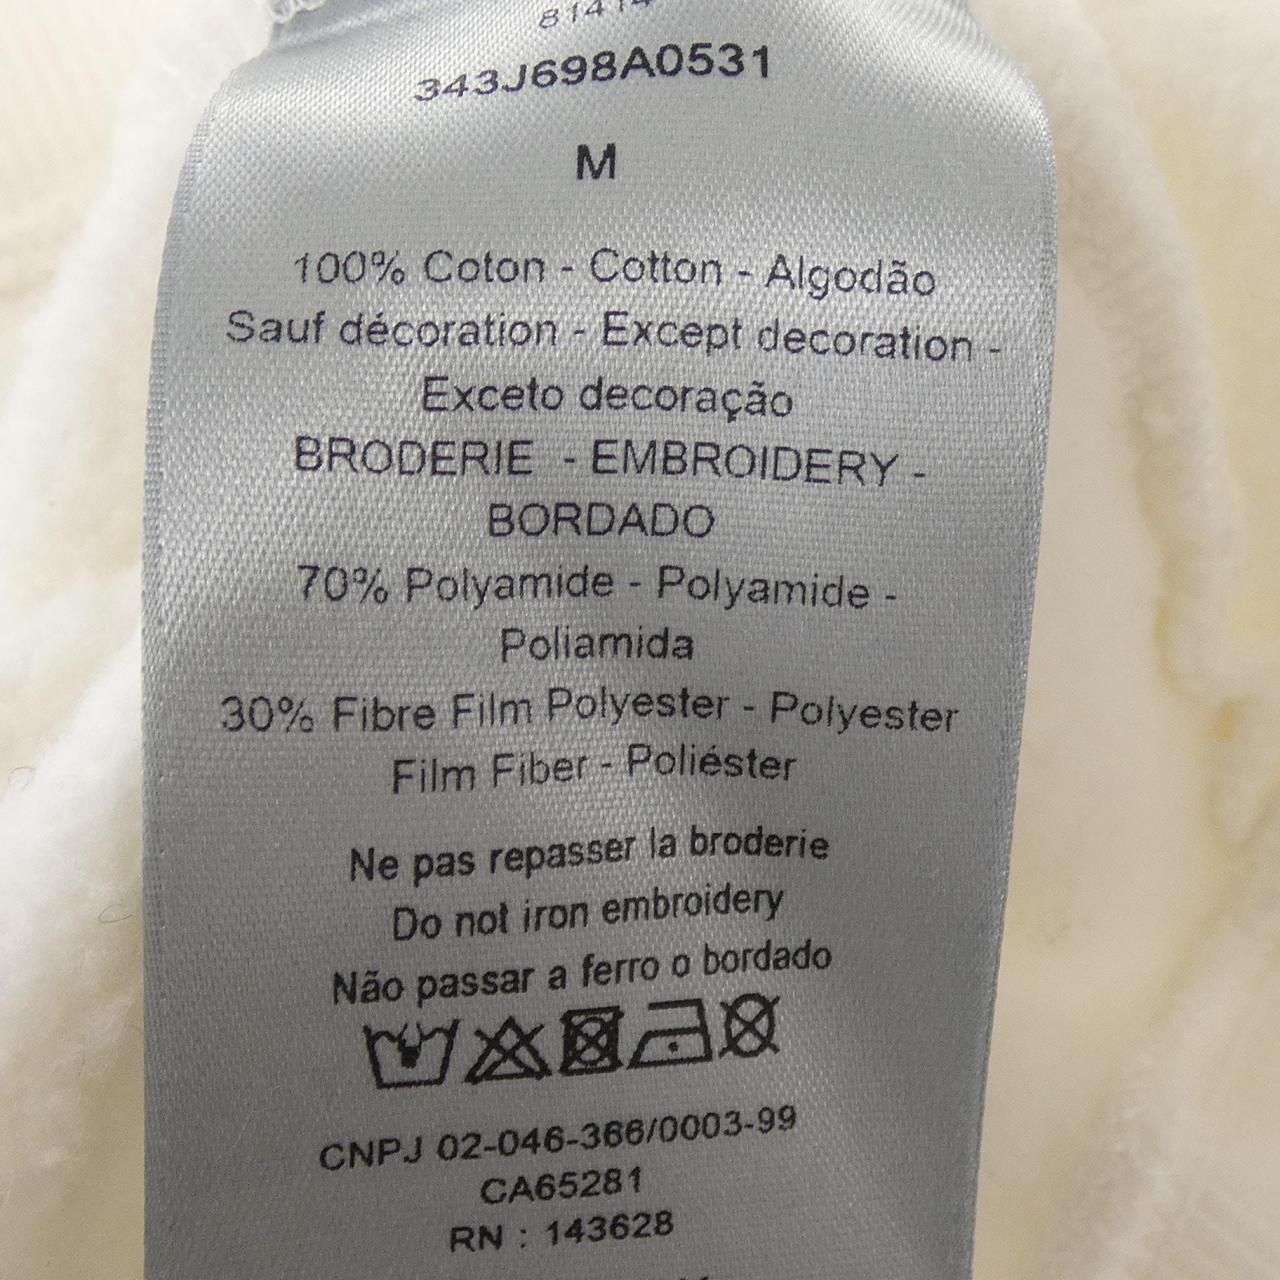 343J698A0531
M
100% Coton - Cotton - Algodão
Sauf décoration - Except decoration -
Exceto decoração
BRODERIE - EMBROIDERY -
BORDADO
70% Polyamide - Polyamide -
Poliamida
30% Fibre Film Polyester - Polyester
Film Fiber - Poliéster
Ne pas repasser la broderie
Do not iron embroidery
Não passar a ferro o bordado
CNPJ 02-046-366/0003-99
CA65281
RN : 143628